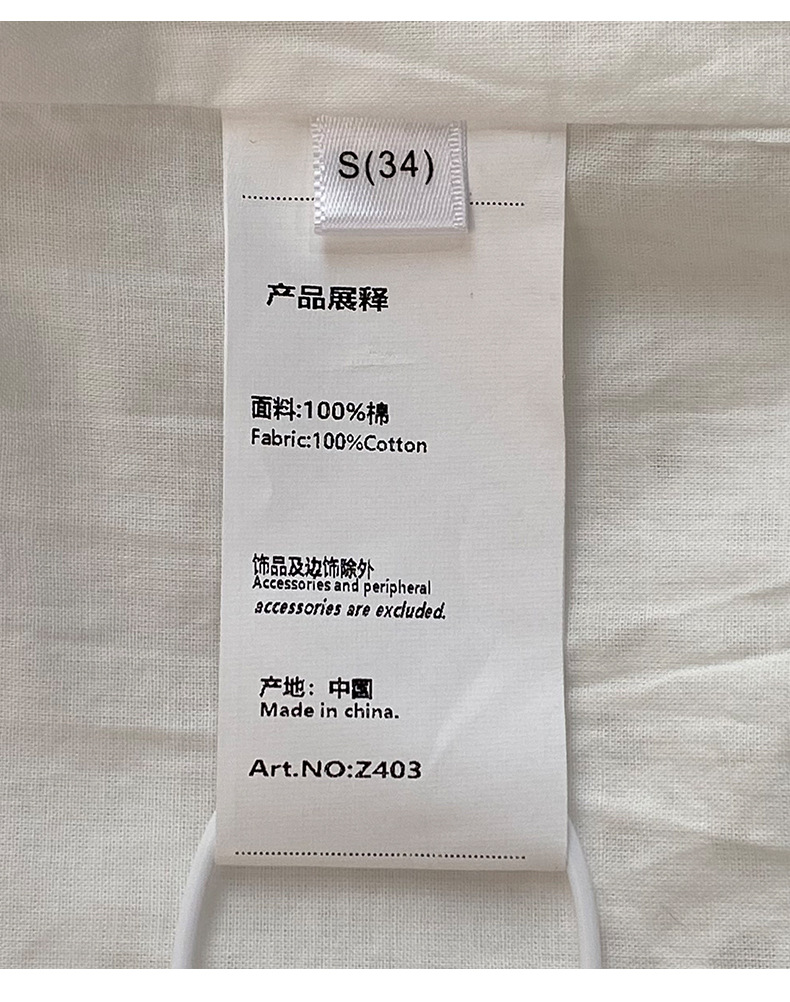 S(34)
产品展释
面料:100%棉
Fabric:100%Cotton
饰品及边饰除外
Accessories and peripheral
accessories are excluded.
产地：中國
Made in china.
Art.NO:Z403